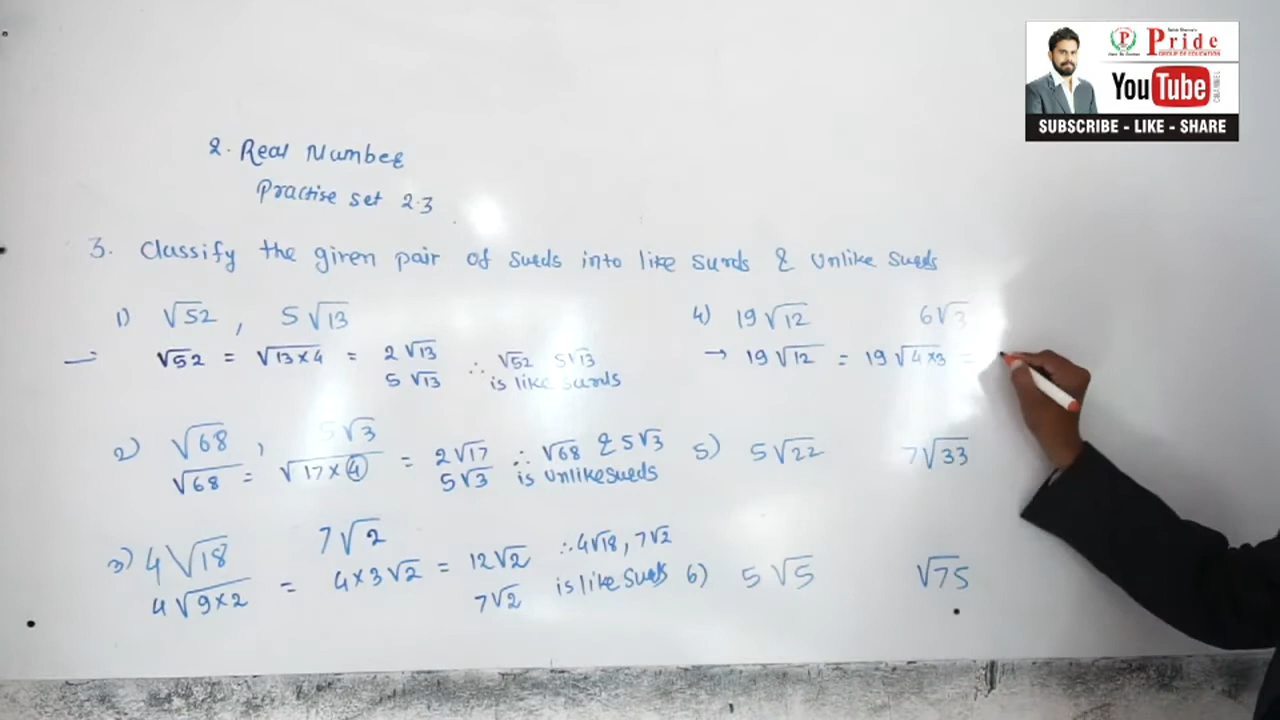 Pride
GROUP OF EDUCATION
YouTube
CHANNEL
SUBSCRIBE - LIKE - SHARE
2. Real Number
Practise set 2.3
3. Classify the given pair of surds into like surds & Unlike surds
1) √52 , 5√13
√52 = √13×4 = 2√13
5√13
∴ √52 5√13
is like surds
2) √68 , 5√3
√68 = √17×4 = 2√17
5√3
∴ √68 & 5√3
is Unlike surds
3) 4√18 7√2
4√9×2 = 4×3√2 = 12√2
7√2
∴ 4√18, 7√2
is like Surds
4) 19√12 6√3
→ 19√12 = 19√4×3 =
5) 5√22 7√33
6) 5√5 √75